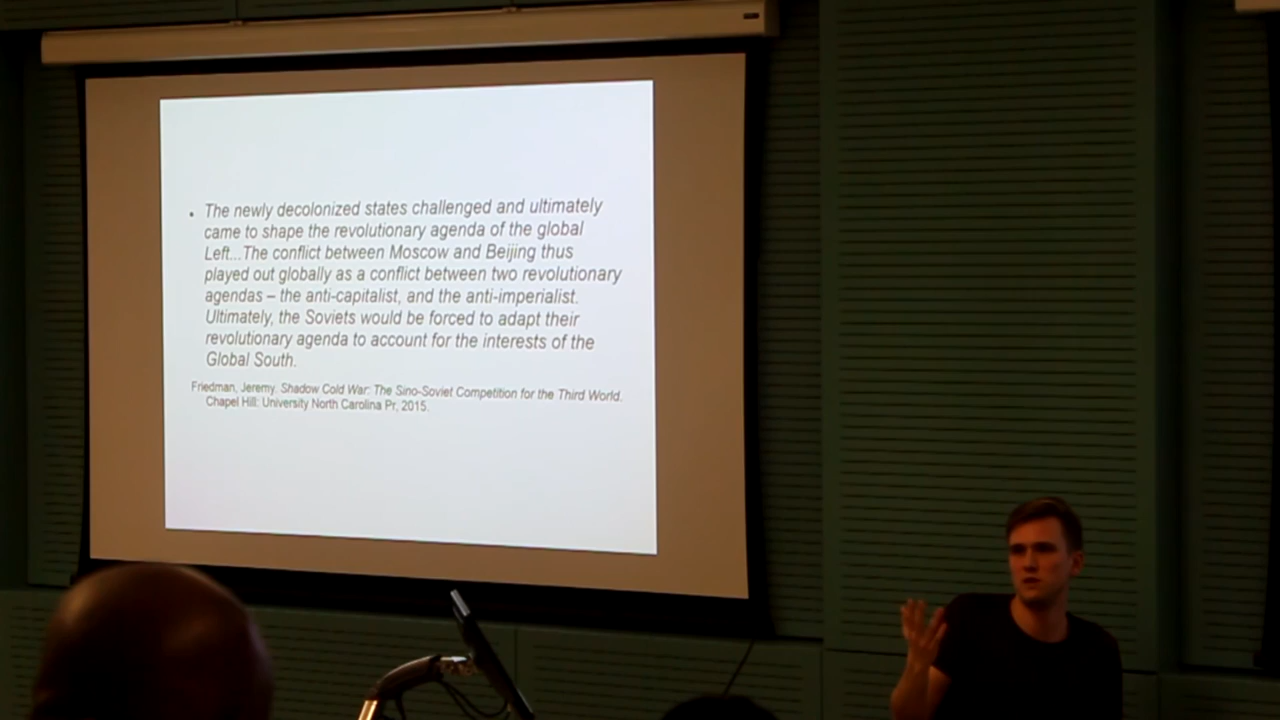 • The newly decolonized states challenged and ultimately
came to shape the revolutionary agenda of the global
Left...The conflict between Moscow and Beijing thus
played out globally as a conflict between two revolutionary
agendas – the anti-capitalist, and the anti-imperialist.
Ultimately, the Soviets would be forced to adapt their
revolutionary agenda to account for the interests of the
Global South.
Friedman, Jeremy. Shadow Cold War: The Sino-Soviet Competition for the Third World.
Chapel Hill: University North Carolina Pr, 2015.